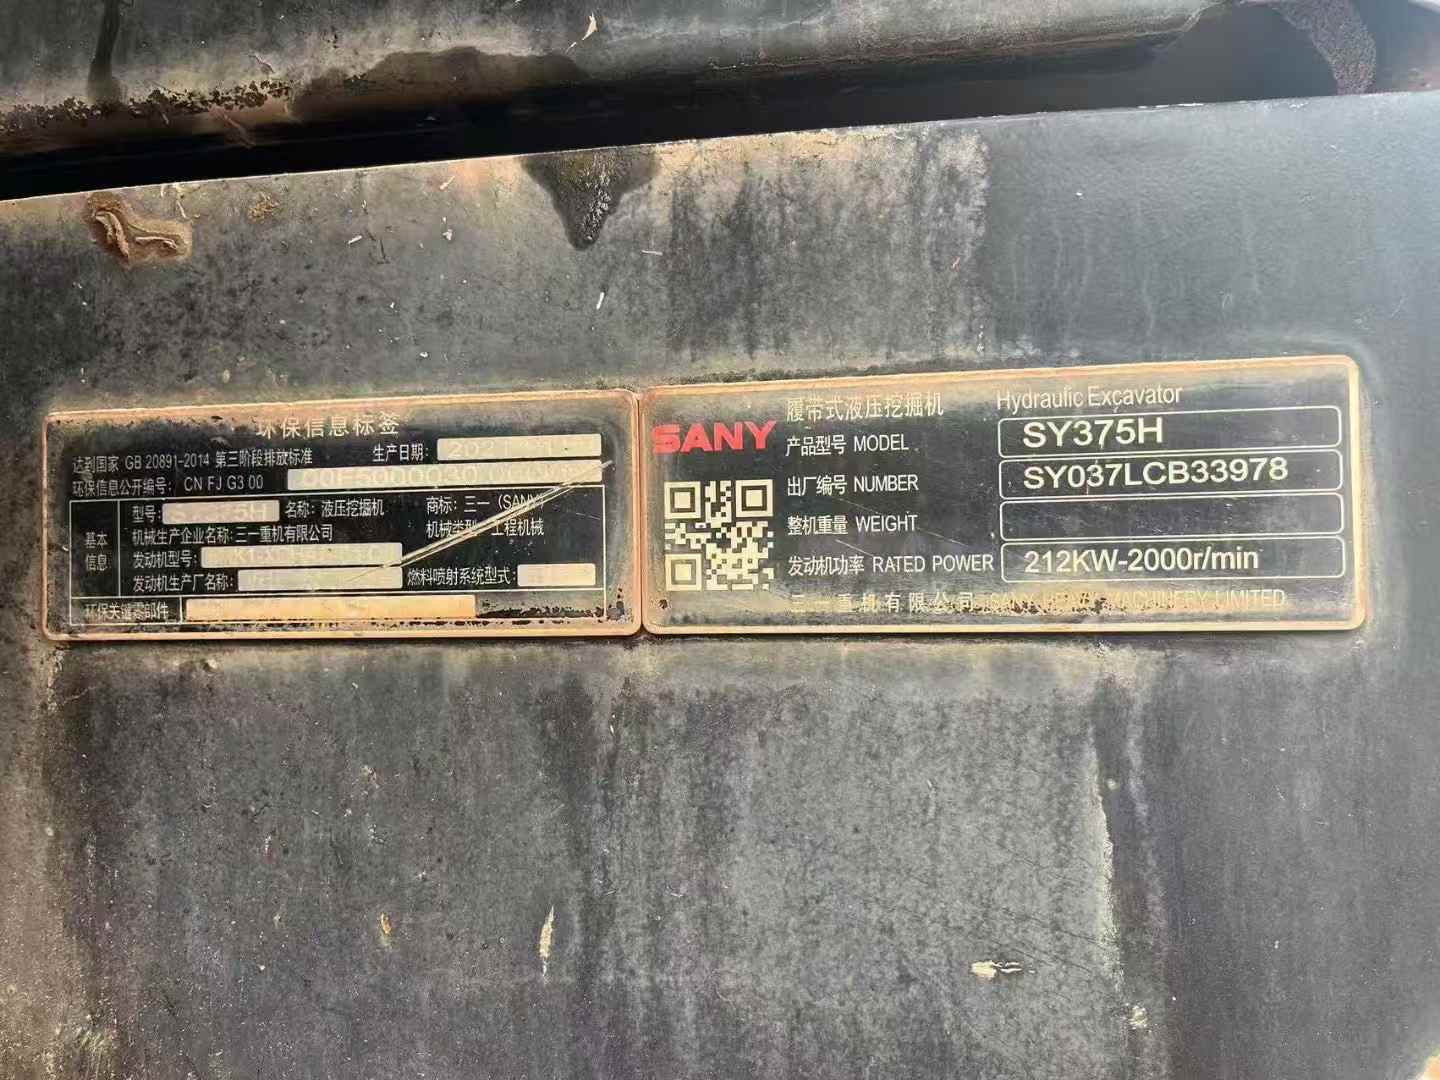 环保信息标签
达到国家 GB 20891-2014 第三阶段排放标准
生产日期:
环保信息公开编号: CN FJ G3 00
基本信息
型号:
名称: 液压挖掘机
商标: 三一 (SANY)
机械生产企业名称: 三一重机有限公司
机械类型: 工程机械
发动机型号:
发动机生产厂名称:
燃料喷射系统型式:
环保关键零部件
SANY
履带式液压挖掘机 Hydraulic Excavator
产品型号 MODEL SY375H
出厂编号 NUMBER SY037LCB33978
整机重量 WEIGHT
发动机功率 RATED POWER 212KW-2000r/min
三一重机有限公司 SANY HEAVY MACHINERY LIMITED